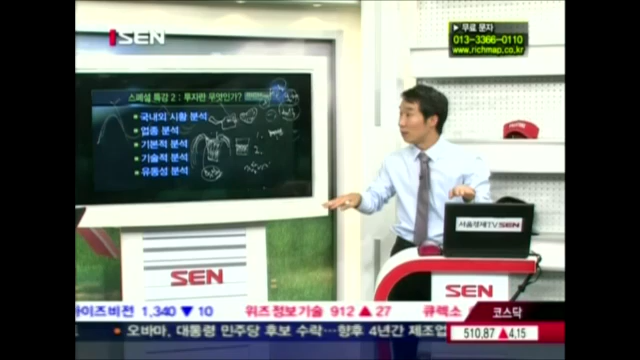 iSEN
▶ 무료 문자
013-3366-0110
www.richmap.co.kr
스페셜 특강 2 : 투자란 무엇인가?
• 국내외 시황 분석
• 업종 분석
• 기본적 분석
• 기술적 분석
• 유동성 분석
서울경제TV SEN
SEN
SEN
아이즈비전 1,340 ▼ 10 위즈정보기술 912 ▲ 27 큐렉소
코스닥
• 오바마, 대통령 민주당 후보 수락…향후 4년간 제조업
510.87 ▲4.15